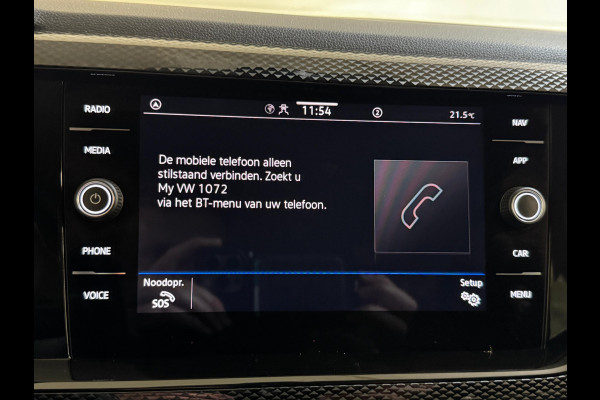 RADIO
MEDIA
PHONE
VOICE
11:54
2
21.5°C
De mobiele telefoon alleen
stilstaand verbinden. Zoekt u
My VW 1072
via het BT-menu van uw telefoon.
Noodopr.
SOS
Setup
NAV
APP
CAR
MENU